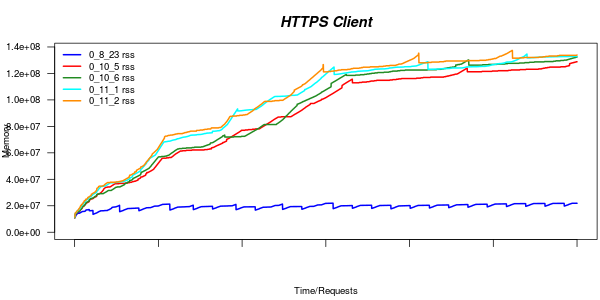 HTTPS Client
1.4e+08
1.2e+08
1.0e+08
8.0e+07
6.0e+07
4.0e+07
2.0e+07
0.0e+00
Memory
0_8_23 rss
0_10_5 rss
0_10_6 rss
0_11_1 rss
0_11_2 rss
Time/Requests